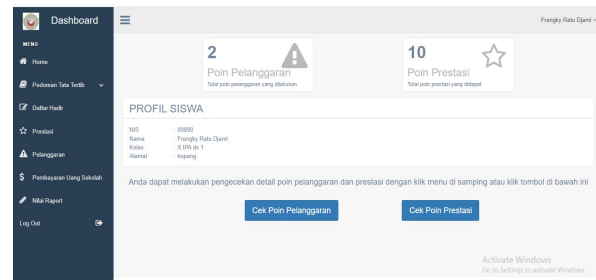 Dashboard
Frengky Ratu Djami
MENU
Home
Pedoman Tata Tertib
Daftar Hadir
Prestasi
Pelanggaran
Pembayaran Uang Sekolah
Nilai Raport
Log Out
2
Poin Pelanggaran
Total poin pelanggaran yang dilakukan
10
Poin Prestasi
Total poin prestasi yang didapat
PROFIL SISWA
NIS : 89890
Nama : Frengky Ratu Djami
Kelas : X IPA ds 1
Alamat : kupang
Anda dapat melakukan pengecekan detail poin pelanggaran dan prestasi dengan klik menu di samping atau klik tombol di bawah ini
Cek Poin Pelanggaran
Cek Poin Prestasi
Activate Windows
Go to Settings to activate Windows.